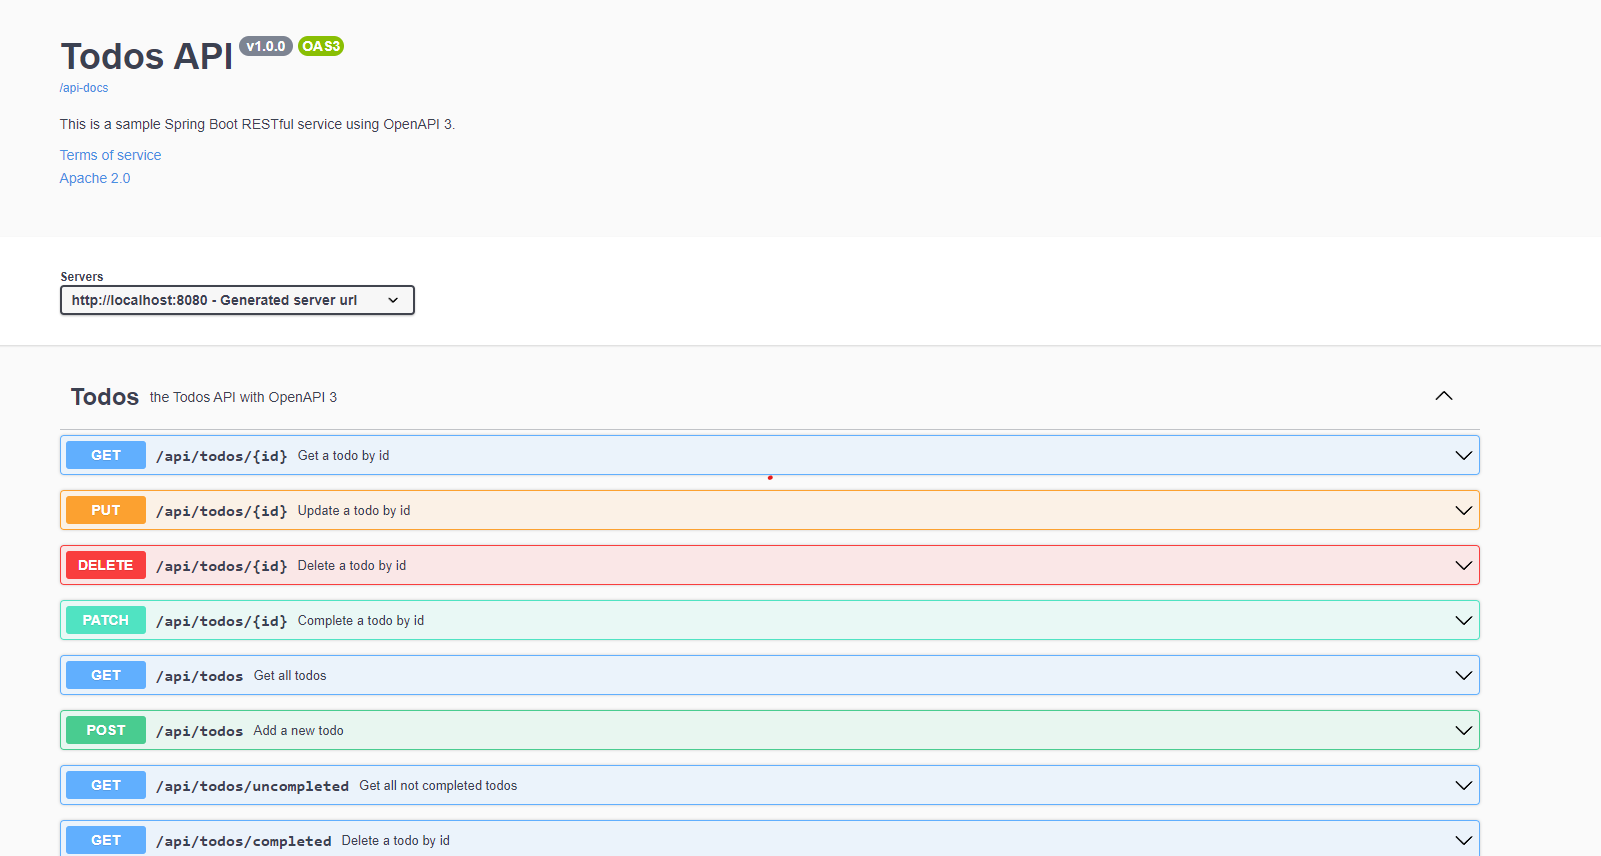 Todos API v1.0.0 OAS3
/api-docs
This is a sample Spring Boot RESTful service using OpenAPI 3.
Terms of service
Apache 2.0
Servers
http://localhost:8080 - Generated server url
Todos the Todos API with OpenAPI 3
GET /api/todos/{id} Get a todo by id
PUT /api/todos/{id} Update a todo by id
DELETE /api/todos/{id} Delete a todo by id
PATCH /api/todos/{id} Complete a todo by id
GET /api/todos Get all todos
POST /api/todos Add a new todo
GET /api/todos/uncompleted Get all not completed todos
GET /api/todos/completed Delete a todo by id